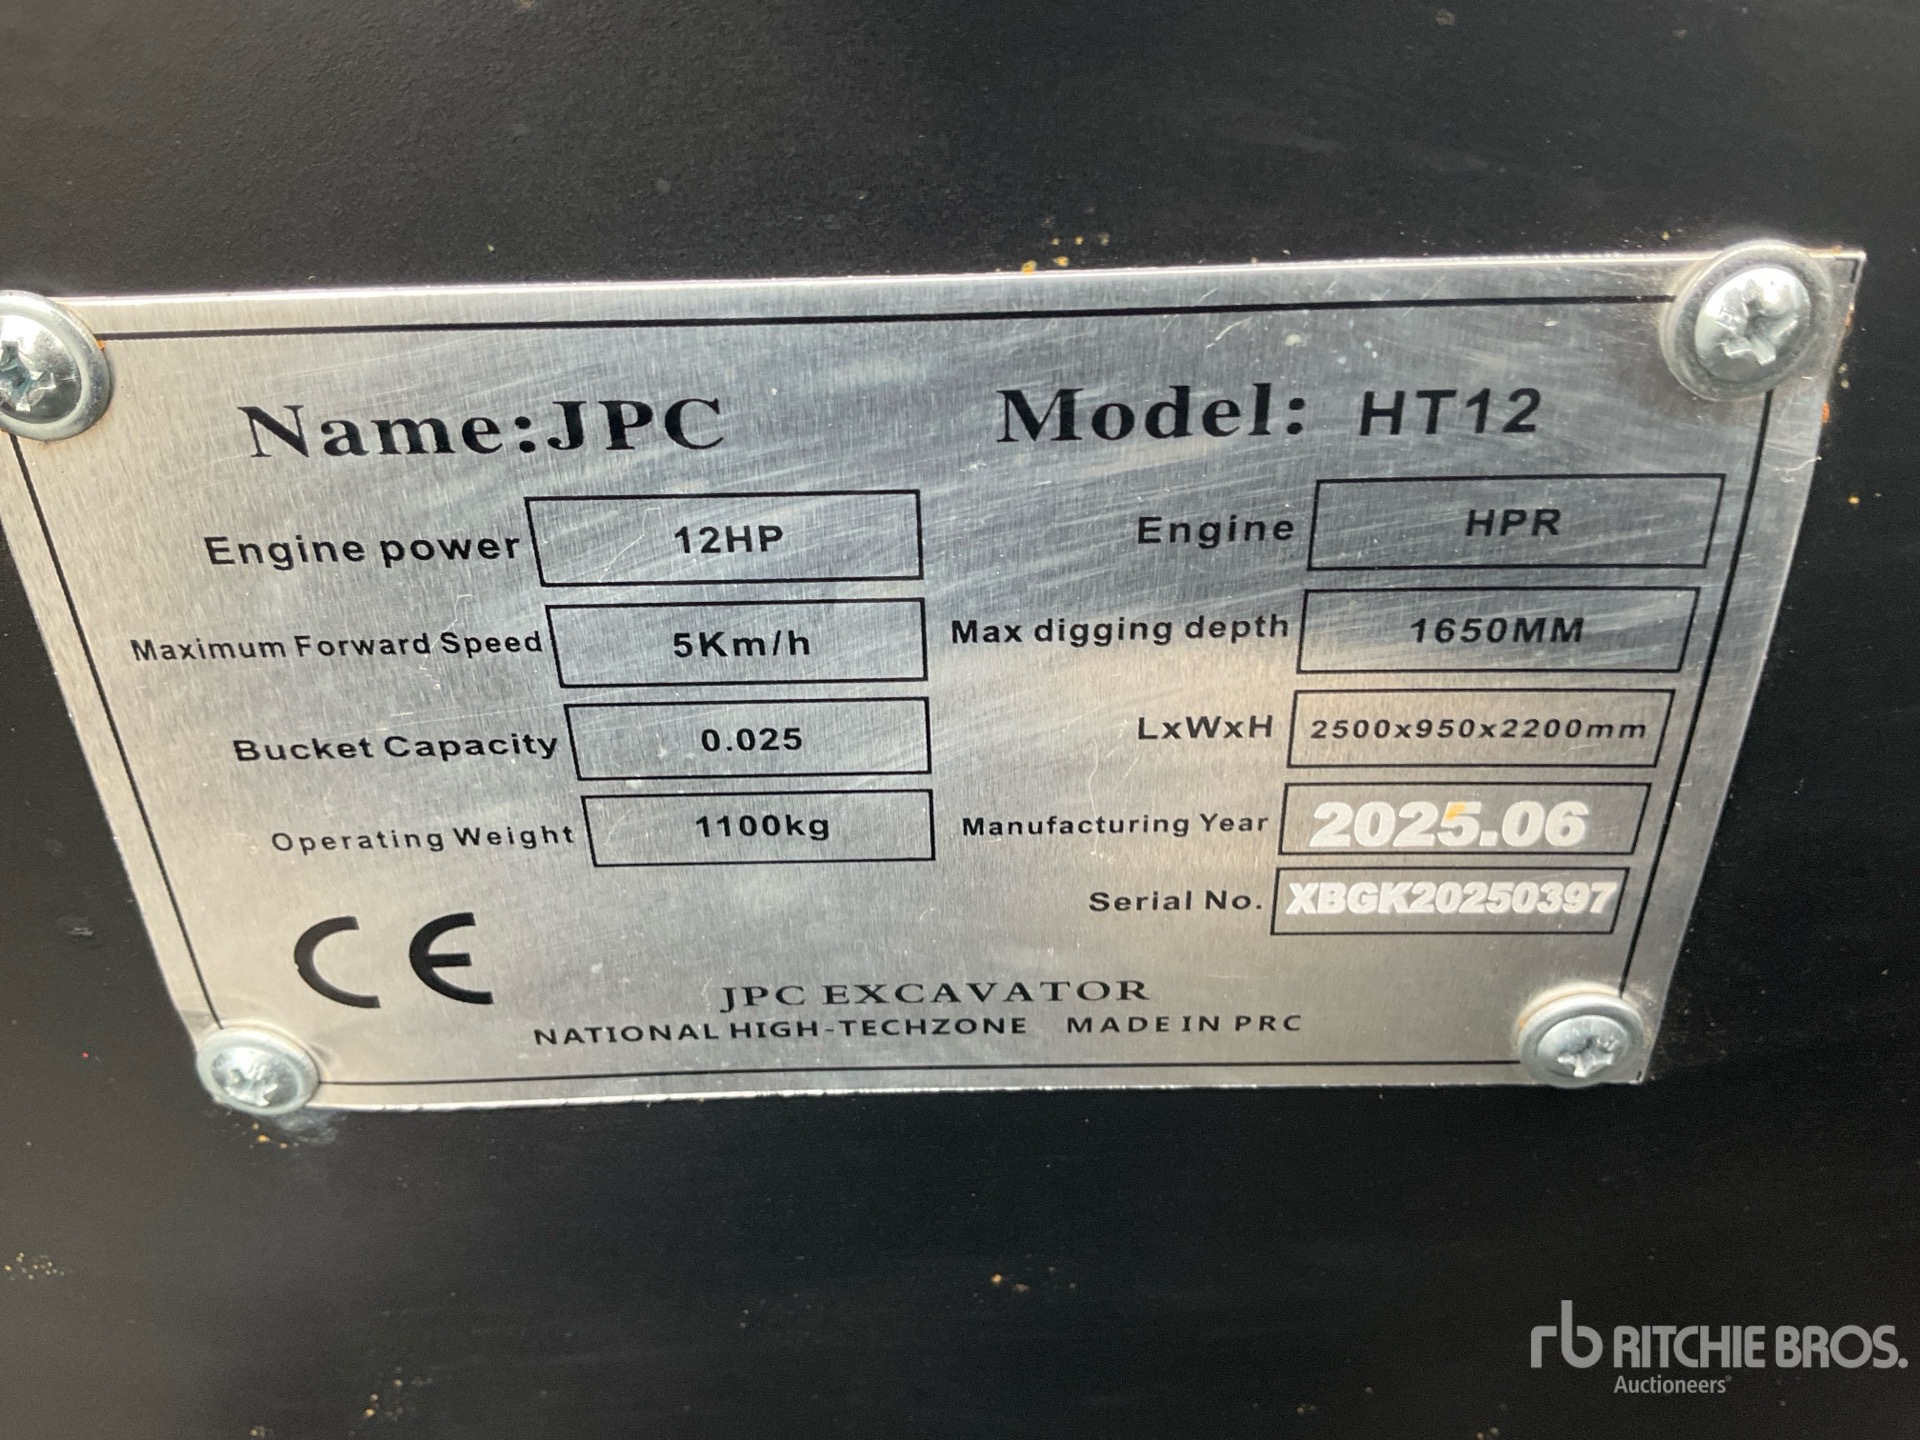 Name:JPC Model: HT12
Engine power 12HP Engine HPR
Maximum Forward Speed 5Km/h Max digging depth 1650MM
Bucket Capacity 0.025 LxWxH 2500x950x2200mm
Operating Weight 1100kg Manufacturing Year 2025.06
Serial No. XBGK20250397
CE
JPC EXCAVATOR
NATIONAL HIGH-TECHZONE MADE IN PRC
rb RITCHIE BROS.
Auctioneers